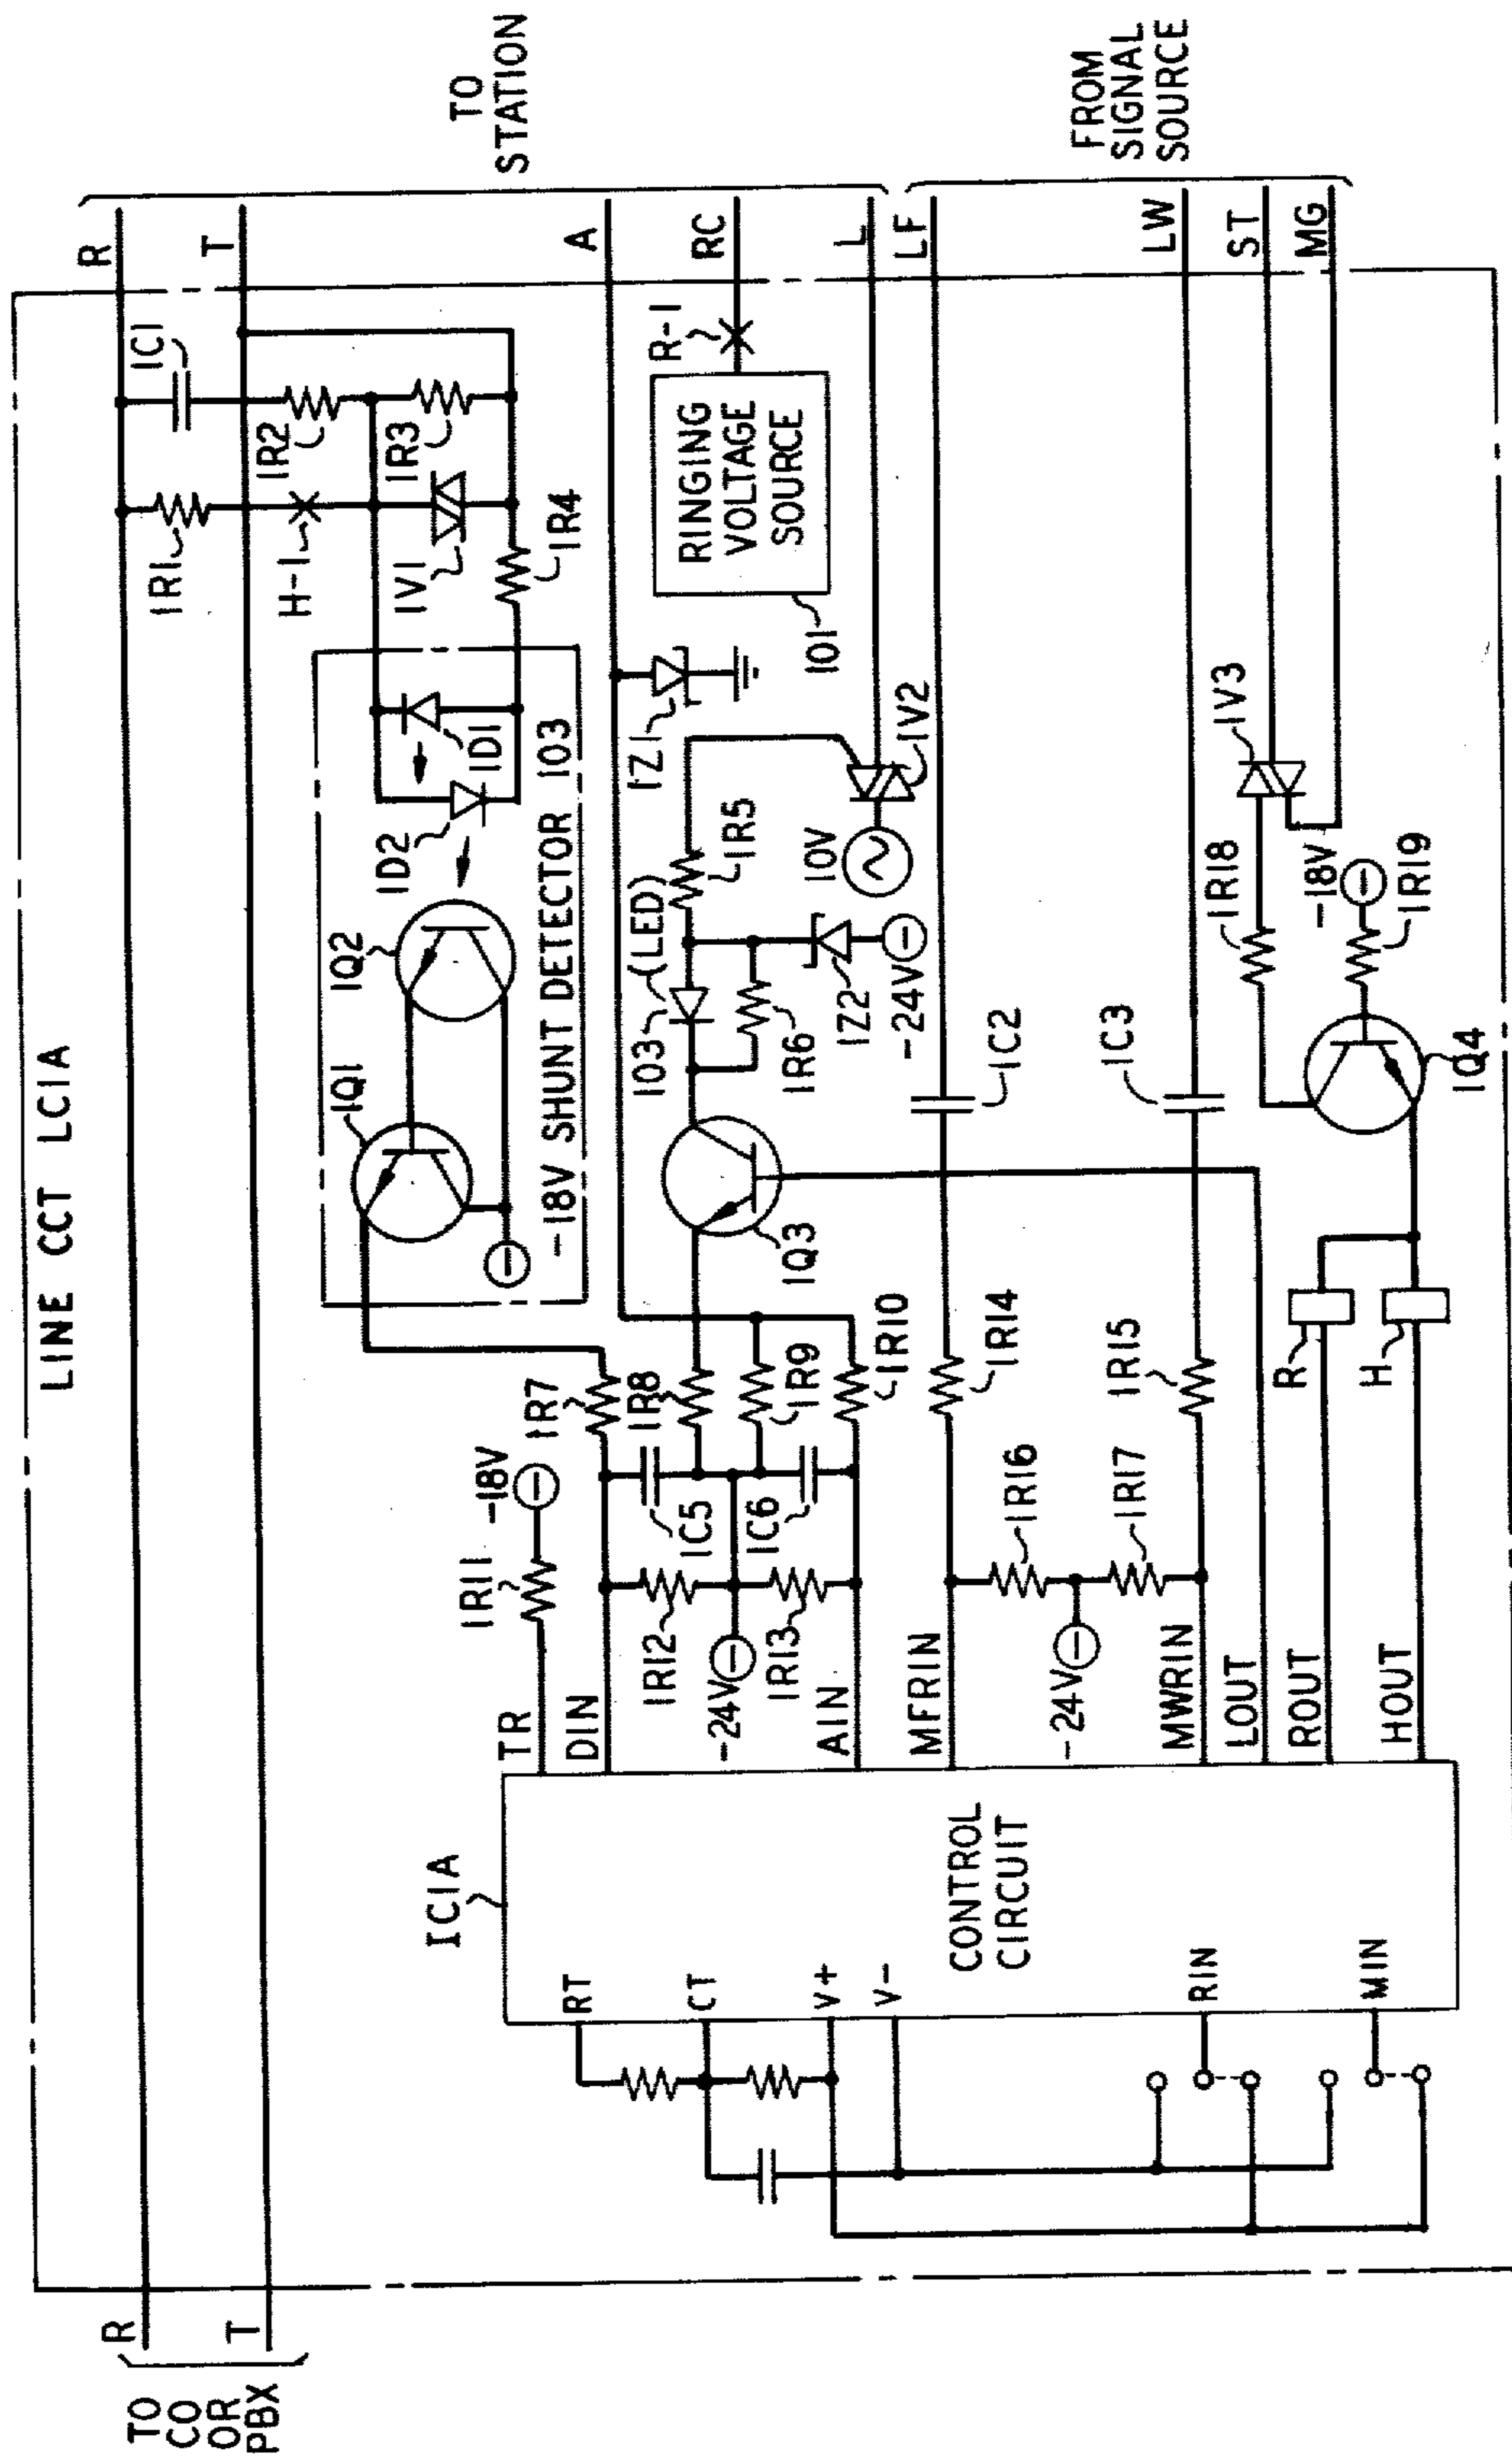 LINE CCT LC1A
TO
CO
OR
PBX
R
T
R
T
TO
STATION
A
RC
L
LF
FROM
SIGNAL
SOURCE
LW
ST
MG
1C1
1R1
1R2
H-1
1R3
1V1
1R4
R-1
RINGING
VOLTAGE
SOURCE
101
1Q1
1Q2
1D2
1D1
-18V SHUNT DETECTOR 103
1Z1
103 (LED)
1R5
1R6
1Z2
-24V
10V
1V2
1Q3
1R11
-18V
1R7
1R8
1R9
1R10
1C5
1C6
1R12
-24V
1R13
1C2
1R14
1C3
1R15
1R16
-24V
1R17
1V3
1R18
-18V
1R19
1Q4
R
H
IC1A
CONTROL
CIRCUIT
TR
DIN
AIN
MFRIN
MWRIN
LOUT
ROUT
HOUT
RT
CT
V+
V-
RIN
MIN